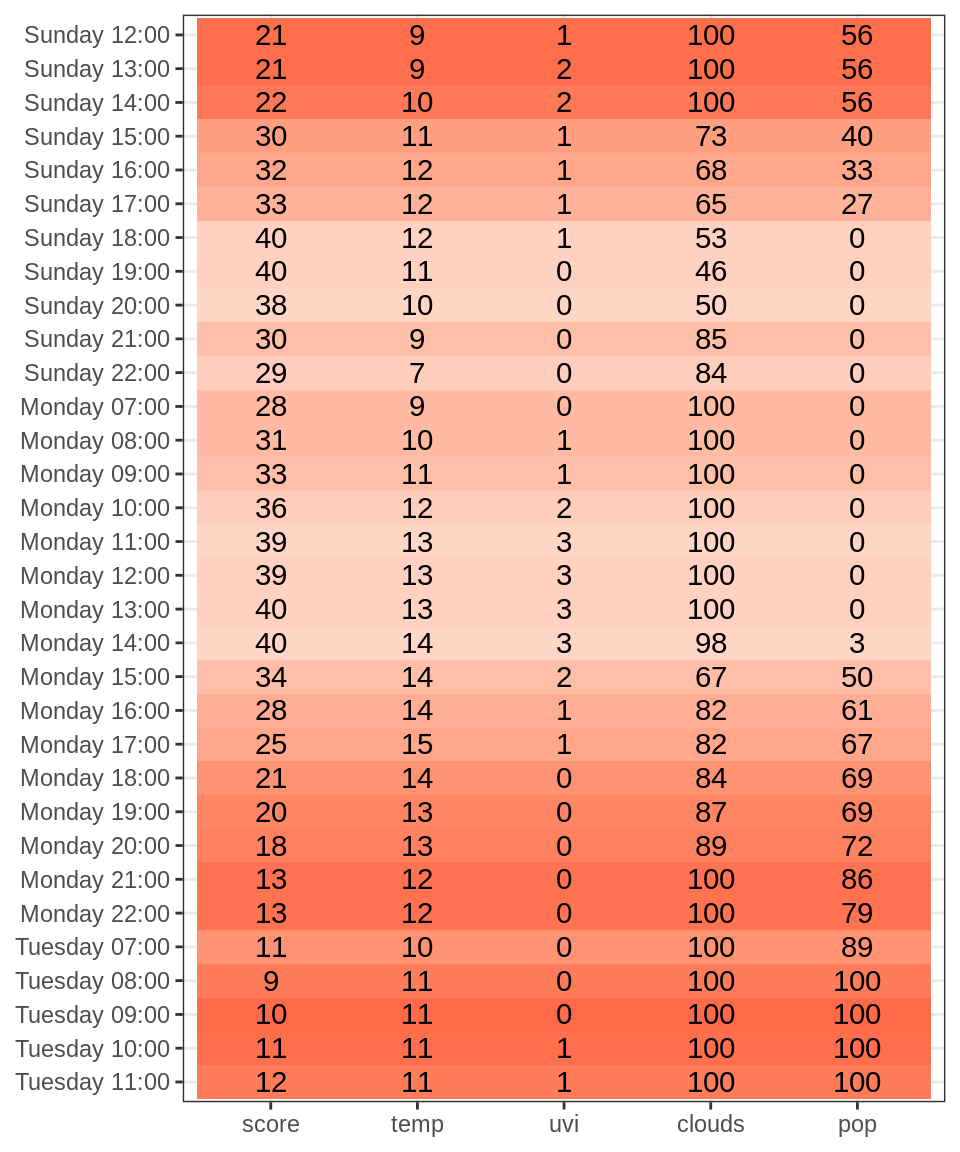 Sunday 12:00 21 9 1 100 56
Sunday 13:00 21 9 2 100 56
Sunday 14:00 22 10 2 100 56
Sunday 15:00 30 11 1 73 40
Sunday 16:00 32 12 1 68 33
Sunday 17:00 33 12 1 65 27
Sunday 18:00 40 12 1 53 0
Sunday 19:00 40 11 0 46 0
Sunday 20:00 38 10 0 50 0
Sunday 21:00 30 9 0 85 0
Sunday 22:00 29 7 0 84 0
Monday 07:00 28 9 0 100 0
Monday 08:00 31 10 1 100 0
Monday 09:00 33 11 1 100 0
Monday 10:00 36 12 2 100 0
Monday 11:00 39 13 3 100 0
Monday 12:00 39 13 3 100 0
Monday 13:00 40 13 3 100 0
Monday 14:00 40 14 3 98 3
Monday 15:00 34 14 2 67 50
Monday 16:00 28 14 1 82 61
Monday 17:00 25 15 1 82 67
Monday 18:00 21 14 0 84 69
Monday 19:00 20 13 0 87 69
Monday 20:00 18 13 0 89 72
Monday 21:00 13 12 0 100 86
Monday 22:00 13 12 0 100 79
Tuesday 07:00 11 10 0 100 89
Tuesday 08:00 9 11 0 100 100
Tuesday 09:00 10 11 0 100 100
Tuesday 10:00 11 11 1 100 100
Tuesday 11:00 12 11 1 100 100
score temp uvi clouds pop